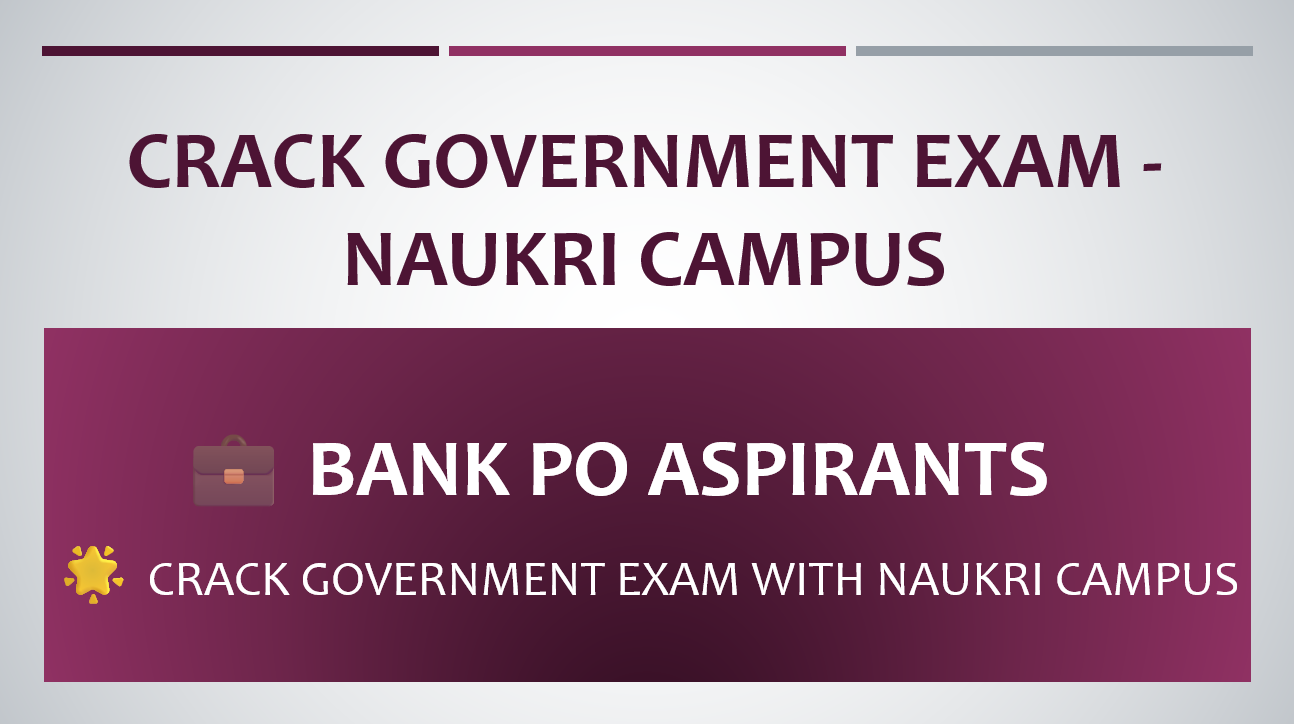 CRACK GOVERNMENT EXAM -
NAUKRI CAMPUS
BANK PO ASPIRANTS
CRACK GOVERNMENT EXAM WITH NAUKRI CAMPUS